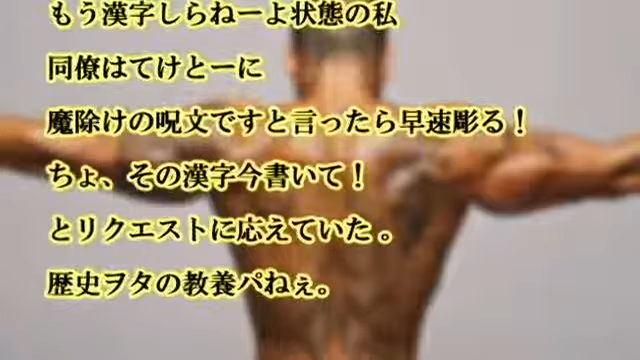 もう漢字しらねーよ状態の私
同僚はてけとーに
魔除けの呪文ですと言ったら早速彫る！
ちょ、その漢字今書いて！
とリクエストに応えていた。
歴史ヲタの教養パねぇ。